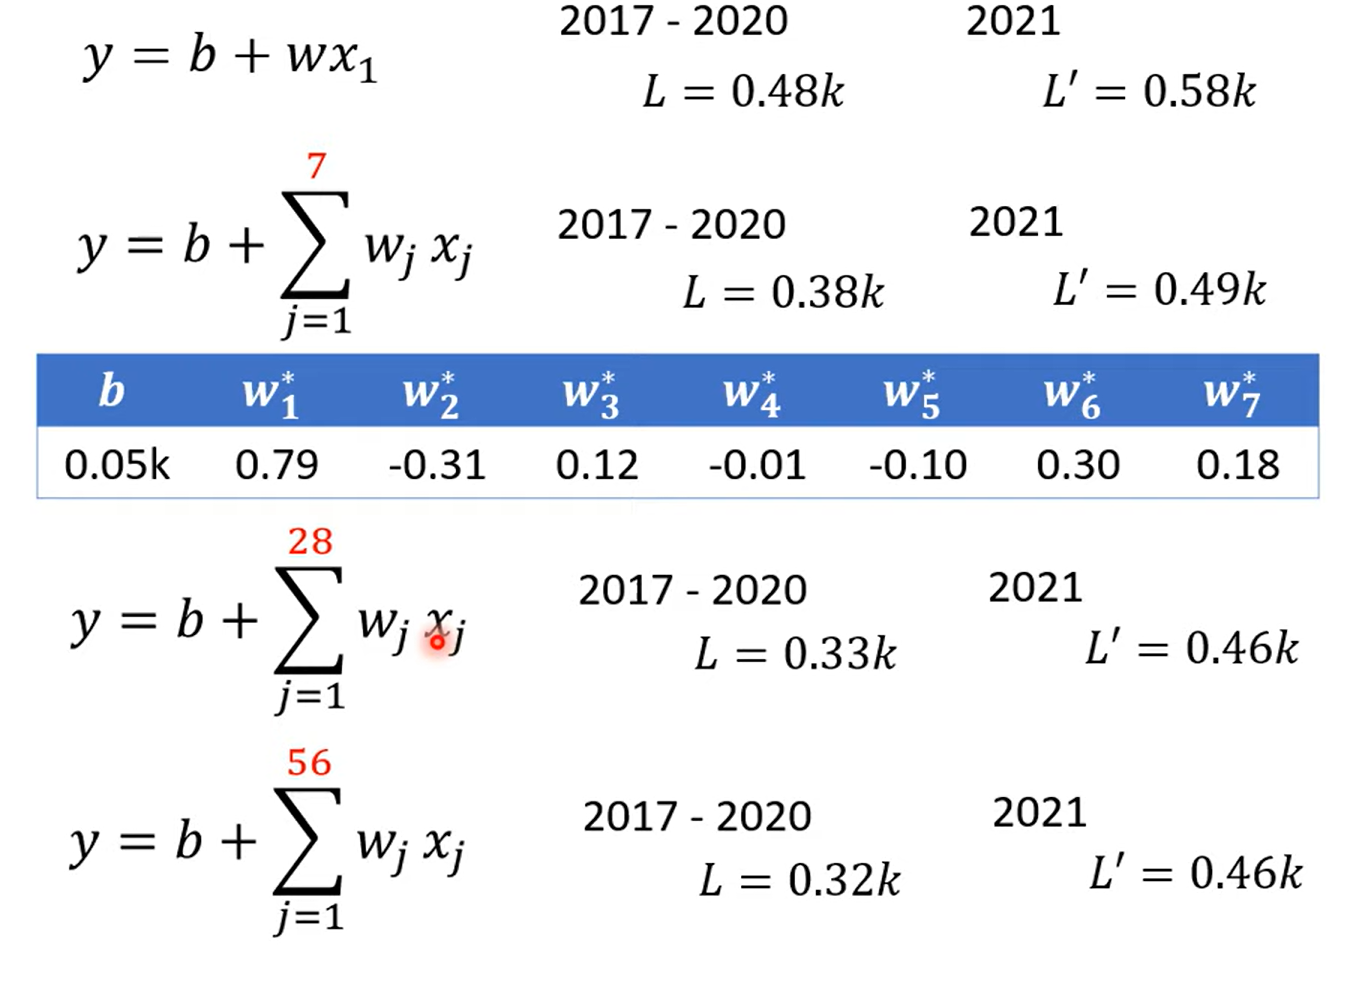 2017 - 2020 2021
y = b + wx₁ L = 0.48k L′ = 0.58k
7
y = b + ∑ wⱼ xⱼ 2017 - 2020 2021
j=1 L = 0.38k L′ = 0.49k
b w₁* w₂* w₃* w₄* w₅* w₆* w₇*
0.05k 0.79 -0.31 0.12 -0.01 -0.10 0.30 0.18
28
y = b + ∑ wⱼ xⱼ 2017 - 2020 2021
j=1 L = 0.33k L′ = 0.46k
56
y = b + ∑ wⱼ xⱼ 2017 - 2020 2021
j=1 L = 0.32k L′ = 0.46k